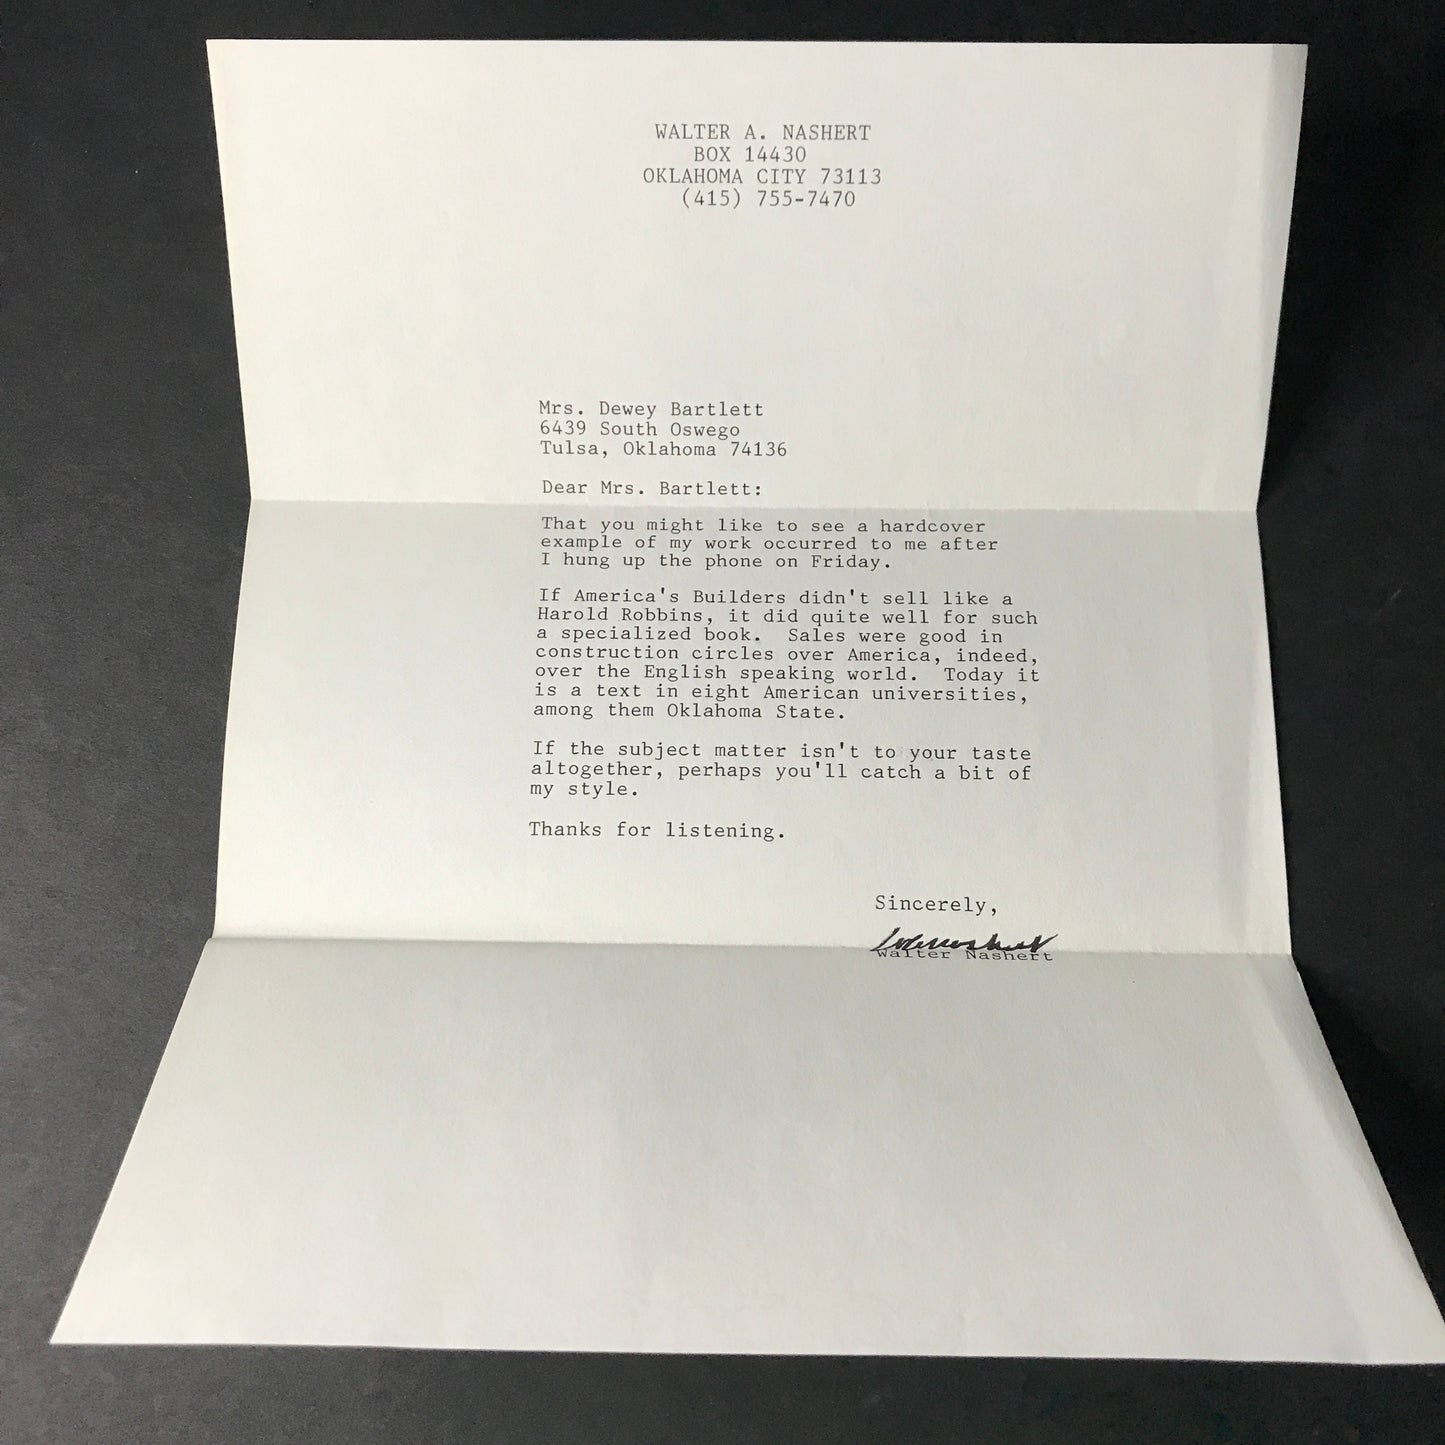 WALTER A. NASHERT
BOX 14430
OKLAHOMA CITY 73113
(415) 755-7470
Mrs. Dewey Bartlett
6439 South Oswego
Tulsa, Oklahoma 74136
Dear Mrs. Bartlett:
That you might like to see a hardcover
example of my work occurred to me after
I hung up the phone on Friday.
If America's Builders didn't sell like a
Harold Robbins, it did quite well for such
a specialized book.  Sales were good in
construction circles over America, indeed,
over the English speaking world.  Today it
is a text in eight American universities,
among them Oklahoma State.
If the subject matter isn't to your taste
altogether, perhaps you'll catch a bit of
my style.
Thanks for listening.
Sincerely,
Walter Nashert